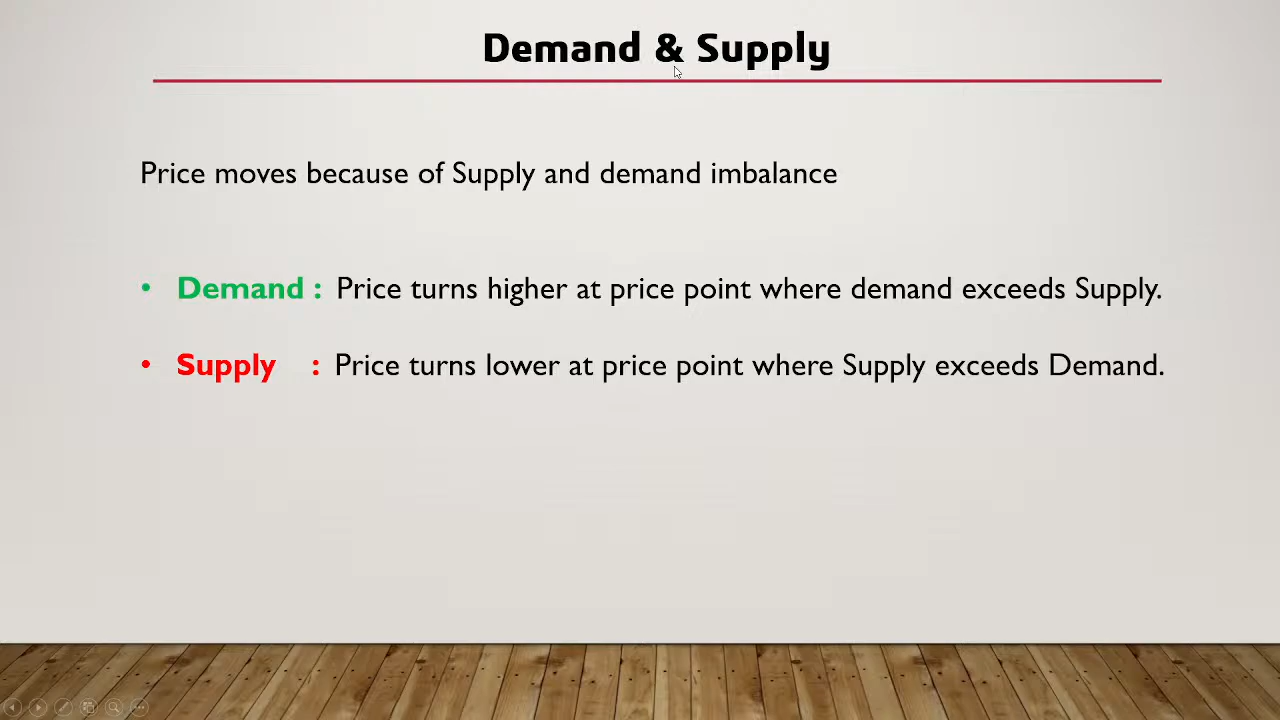 Demand & Supply
Price moves because of Supply and demand imbalance
• Demand : Price turns higher at price point where demand exceeds Supply.
• Supply : Price turns lower at price point where Supply exceeds Demand.